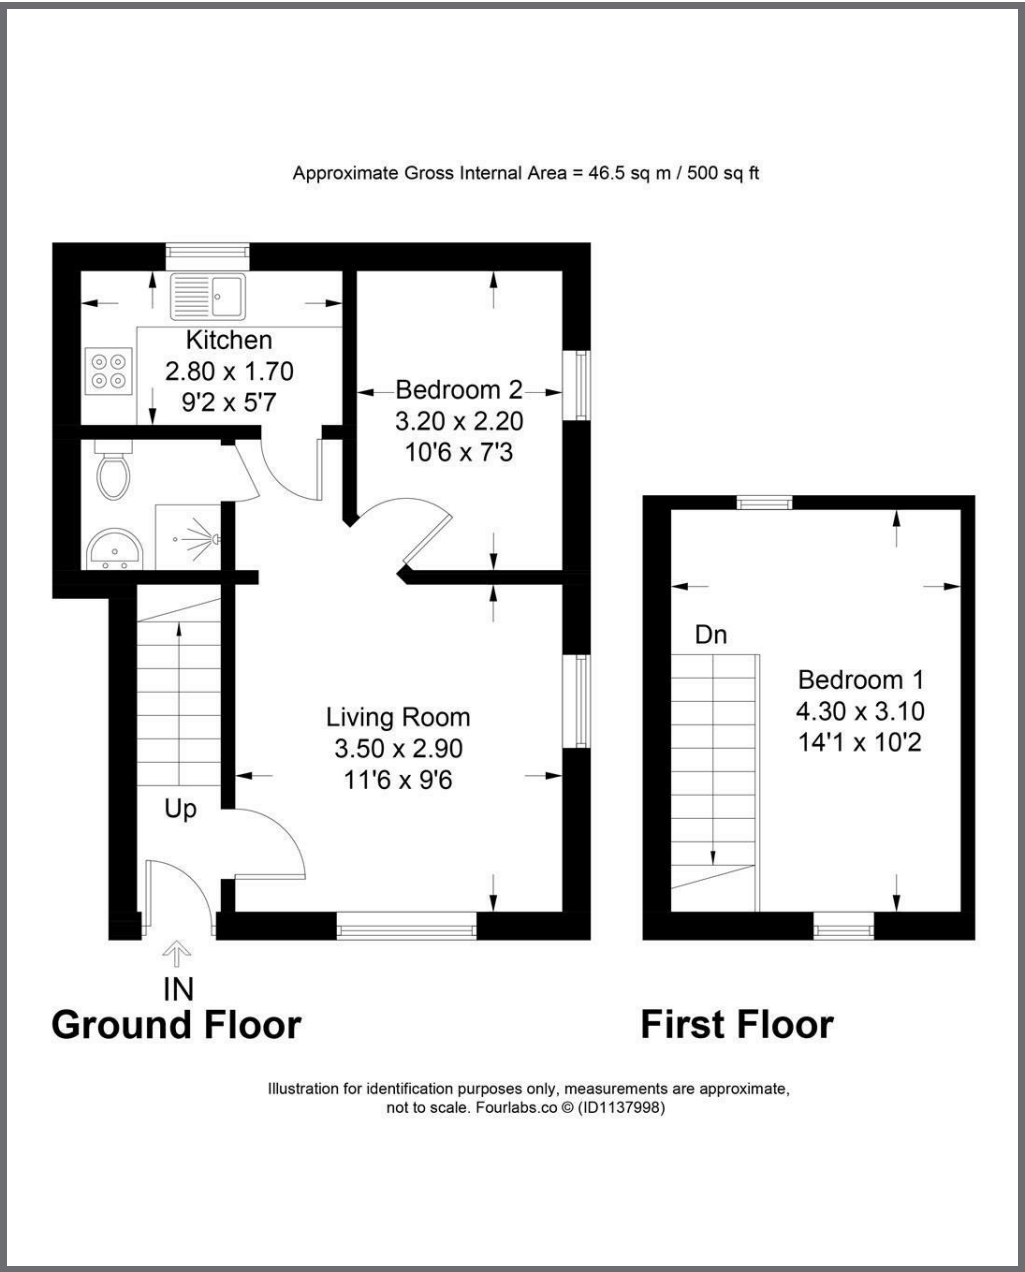 Approximate Gross Internal Area = 46.5 sq m / 500 sq ft
Kitchen
2.80 x 1.70
9'2 x 5'7
Bedroom 2
3.20 x 2.20
10'6 x 7'3
Living Room
3.50 x 2.90
11'6 x 9'6
Up
IN
Ground Floor
Dn
Bedroom 1
4.30 x 3.10
14'1 x 10'2
First Floor
Illustration for identification purposes only, measurements are approximate,
not to scale. Fourlabs.co © (ID1137998)